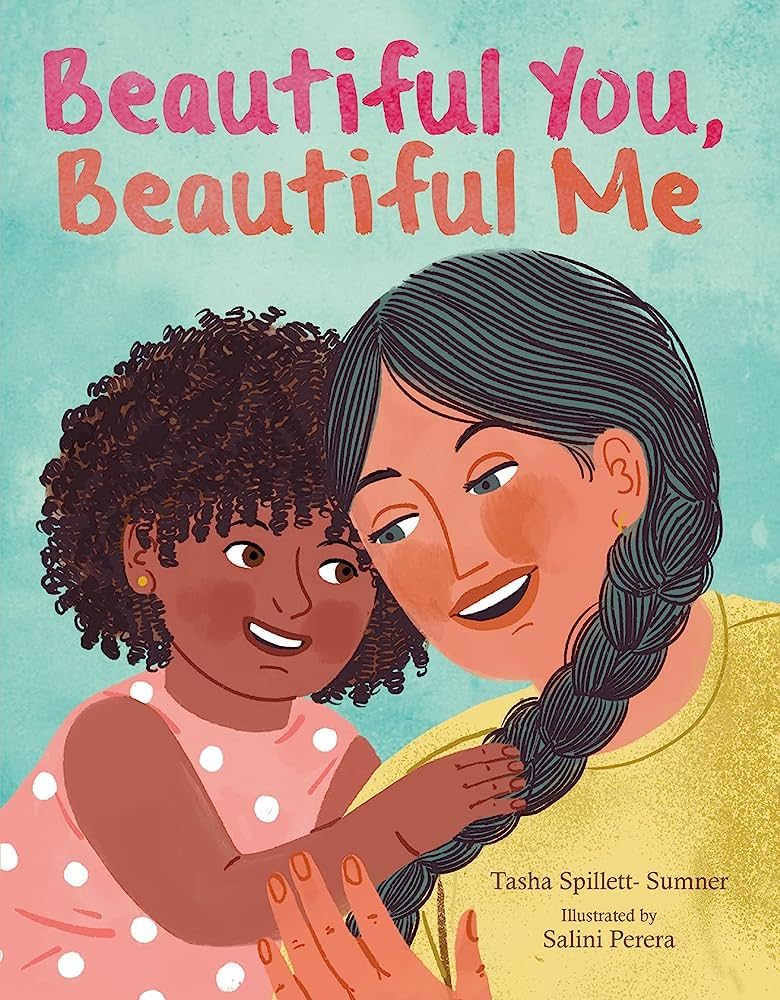 Beautiful You,
Beautiful Me
Tasha Spillett- Sumner
Illustrated by
Salini Perera